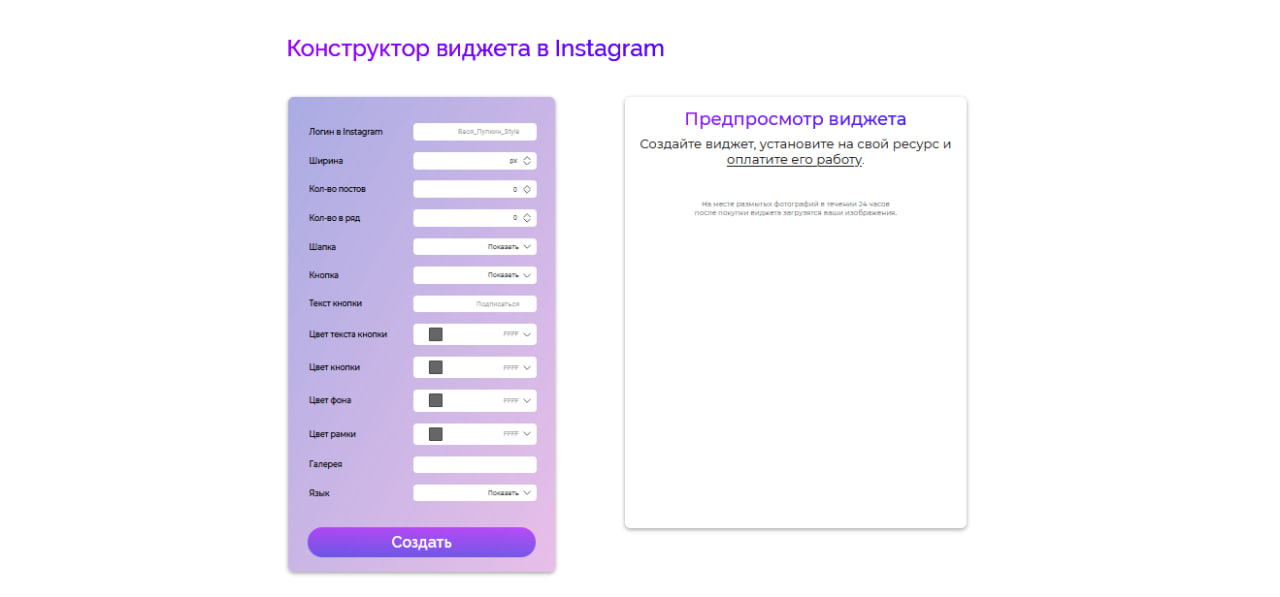 Конструктор виджета в Instagram
Логин в Instagram Вася_Пупкин_Style
Ширина px
Кол-во постов 0
Кол-во в ряд 0
Шапка Показать
Кнопка Показать
Текст кнопки Подписаться
Цвет текста кнопки FFFF
Цвет кнопки FFFF
Цвет фона FFFF
Цвет рамки FFFF
Галерея
Язык Показать
Создать
Предпросмотр виджета
Создайте виджет, установите на свой ресурс и
оплатите его работу.
На месте размытых фотографий в течении 24 часов
после покупки виджета загрузятся ваши изображения.